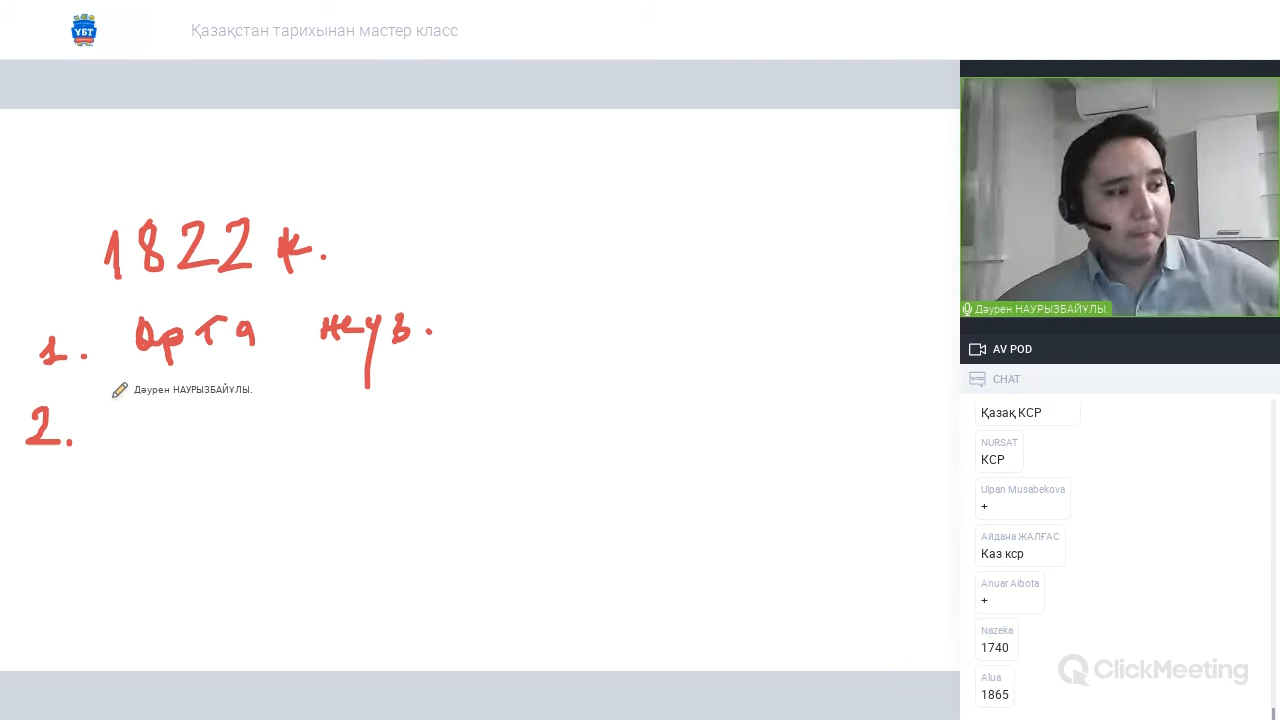 ҰБТ
Қазақстан тарихынан мастер класс
1822 ж.
1. Орта жүз.
Дәурен НАУРЫЗБАЙҰЛЫ.
2.
Дәурен НАУРЫЗБАЙҰЛЫ.
AV POD
CHAT
Қазақ КСР
NURSAT
КСР
Ulpan Musabekova
+
Айдана ЖАЛҒАС
Каз кср
Anuar Aibota
+
Nazeka
1740
Alua
1865
ClickMeeting